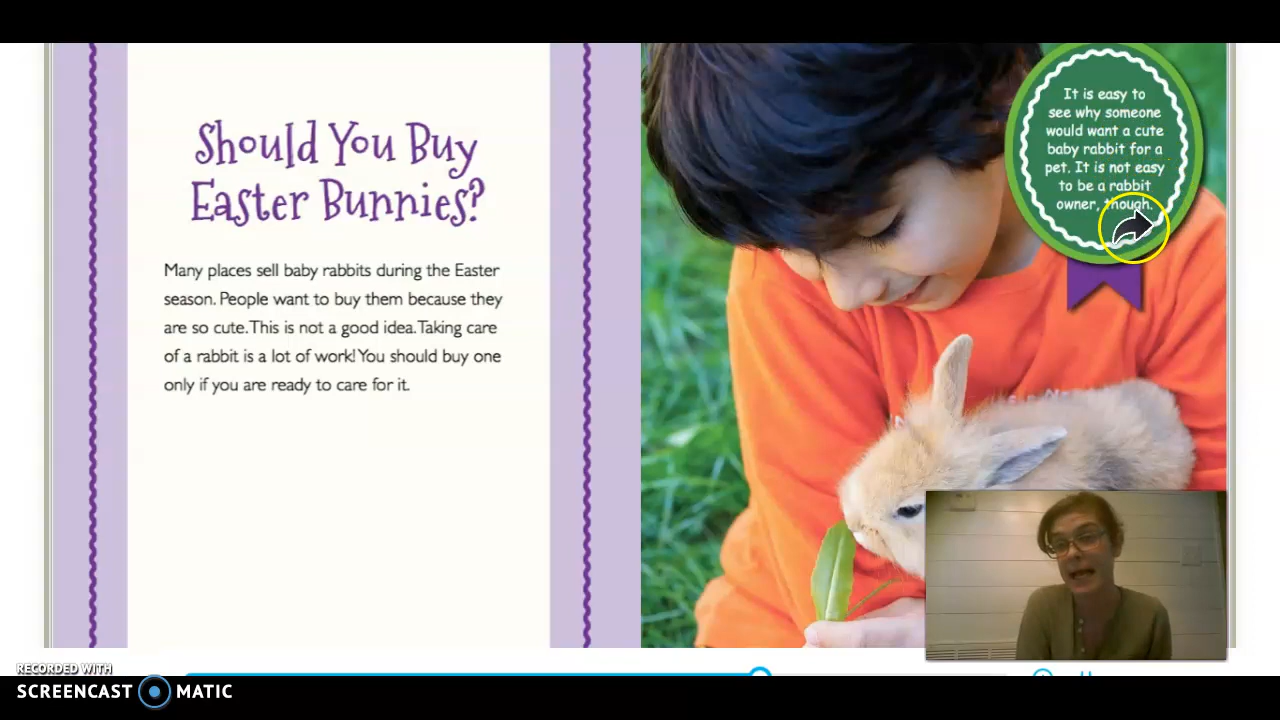 Should You Buy
Easter Bunnies?
Many places sell baby rabbits during the Easter
season. People want to buy them because they
are so cute. This is not a good idea. Taking care
of a rabbit is a lot of work! You should buy one
only if you are ready to care for it.
It is easy to
see why someone
would want a cute
baby rabbit for a
pet. It is not easy
to be a rabbit
owner, though.
RECORDED WITH
SCREENCAST MATIC